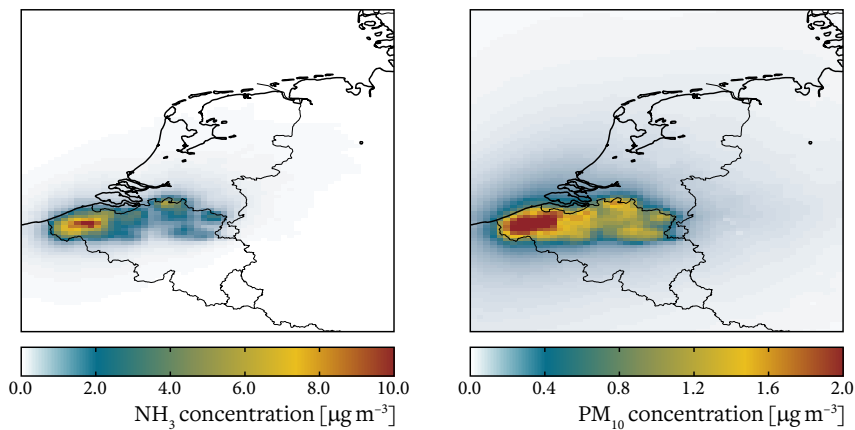 0.0 2.0 4.0 6.0 8.0 10.0
NH₃ concentration [µg m⁻³]
0.0 0.4 0.8 1.2 1.6 2.0
PM₁₀ concentration [µg m⁻³]